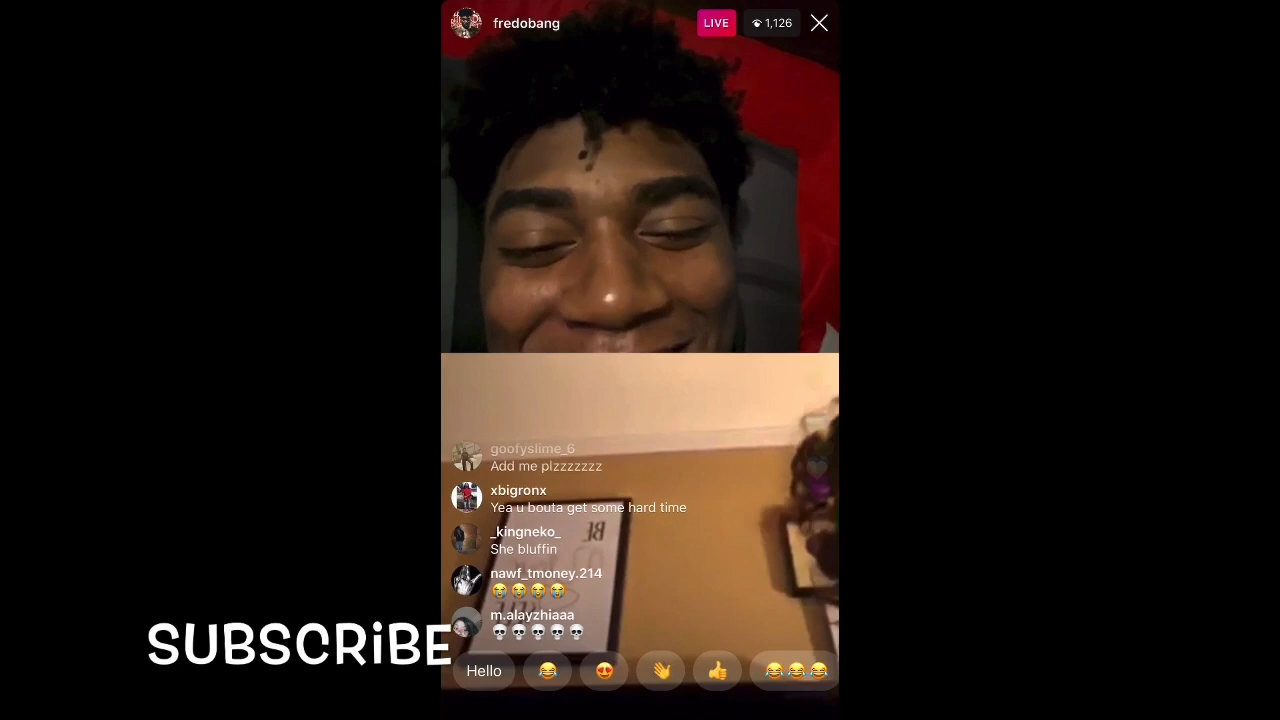 fredobang
LIVE
1,126
goofyslime_6
Add me plzzzzzzz
xbigronx
Yea u bouta get some hard time
_kingneko_
She bluffin
nawf_tmoney.214
😭😭😭😭
m.alayzhiaaa
💀💀💀💀💀
Hello 😂 😍 👋 👍 😂😂😂
SUBSCRiBE
BE